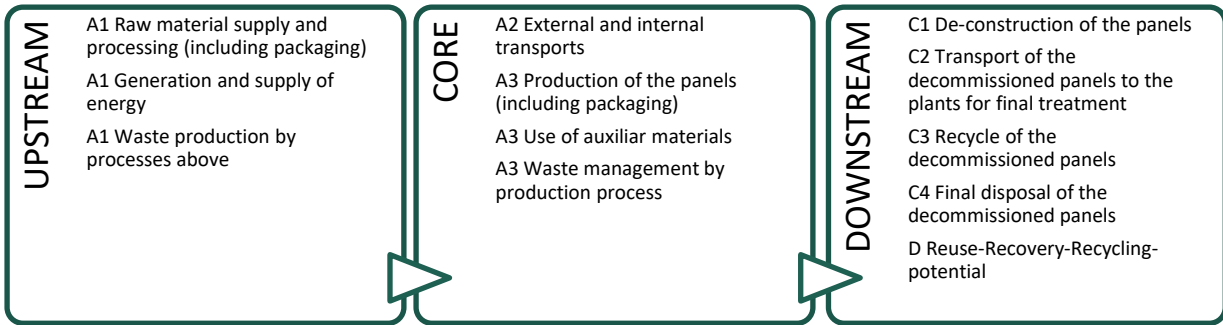 UPSTREAM
A1 Raw material supply and
processing (including packaging)
A1 Generation and supply of
energy
A1 Waste production by
processes above
CORE
A2 External and internal
transports
A3 Production of the panels
(including packaging)
A3 Use of auxiliar materials
A3 Waste management by
production process
DOWNSTREAM
C1 De-construction of the panels
C2 Transport of the
decommissioned panels to the
plants for final treatment
C3 Recycle of the
decommissioned panels
C4 Final disposal of the
decommissioned panels
D Reuse-Recovery-Recycling-
potential